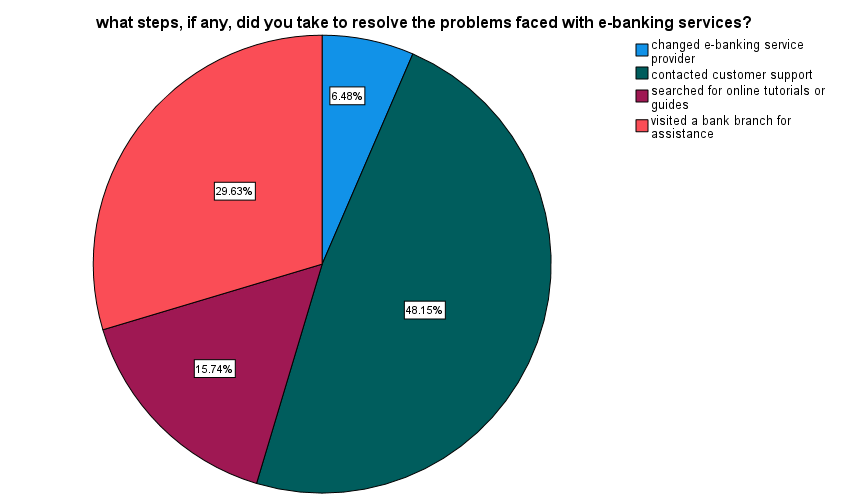 what steps, if any, did you take to resolve the problems faced with e-banking services?
changed e-banking service
provider
contacted customer support
searched for online tutorials or
guides
visited a bank branch for
assistance
6.48%
29.63%
48.15%
15.74%